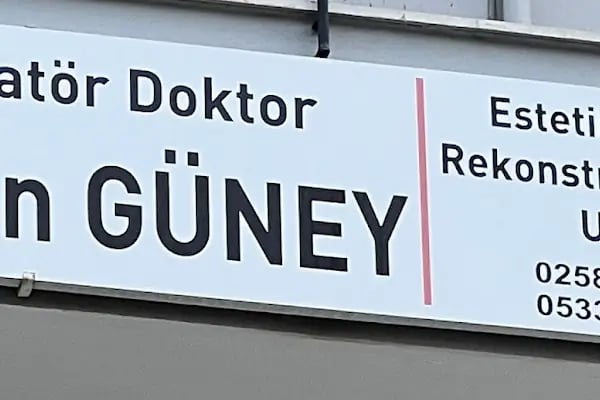 atör Doktor
n GÜNEY
Esteti
Rekonstr
U
0258
0533